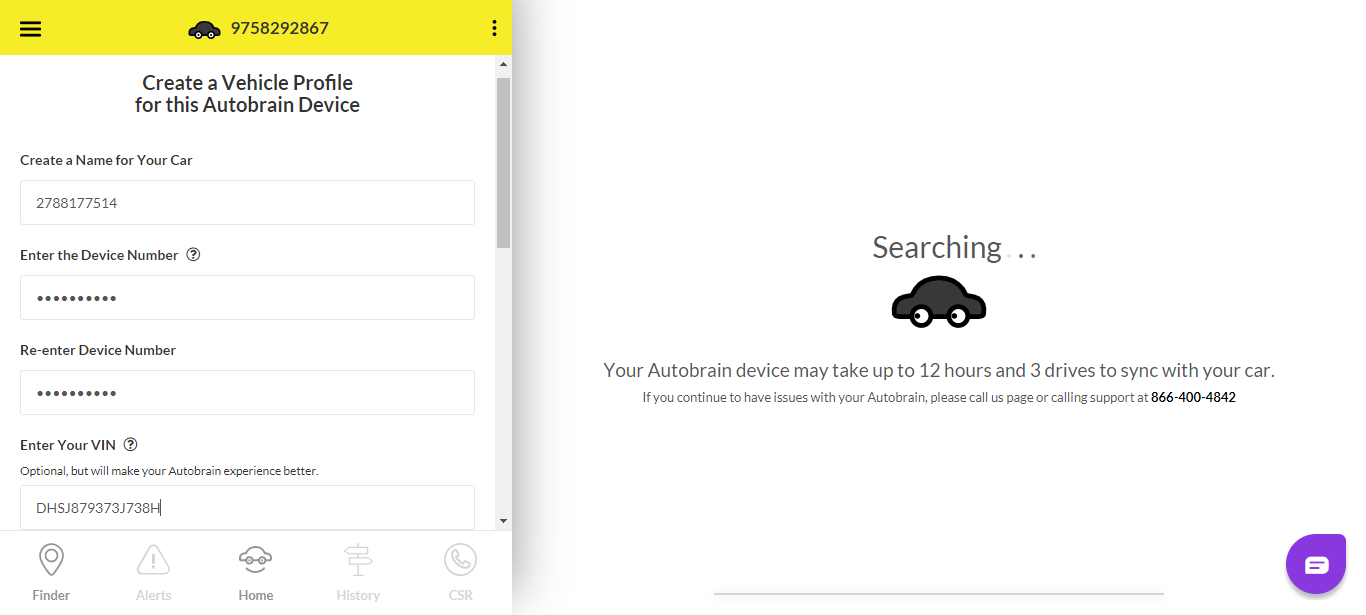 9758292867
Create a Vehicle Profile
for this Autobrain Device
Create a Name for Your Car
2788177514
Enter the Device Number ?
••••••••••
Re-enter Device Number
••••••••••
Enter Your VIN ?
Optional, but will make your Autobrain experience better.
DHSJ879373J738H
Finder Alerts Home History CSR
Searching . . .
Your Autobrain device may take up to 12 hours and 3 drives to sync with your car.
If you continue to have issues with your Autobrain, please call us page or calling support at 866-400-4842